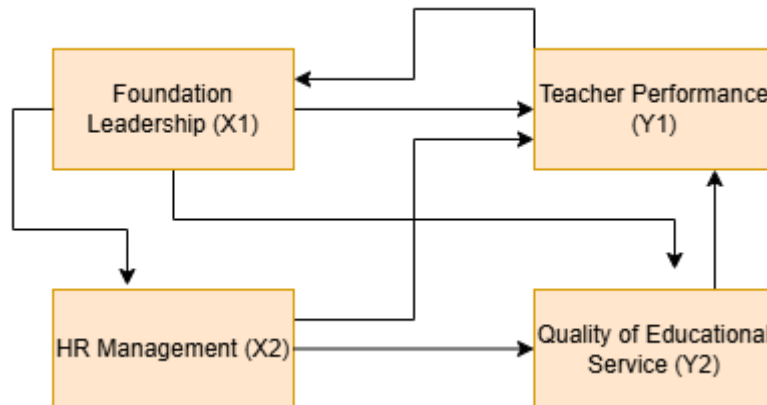 Foundation
Leadership (X1)
Teacher Performance
(Y1)
HR Management (X2)
Quality of Educational
Service (Y2)